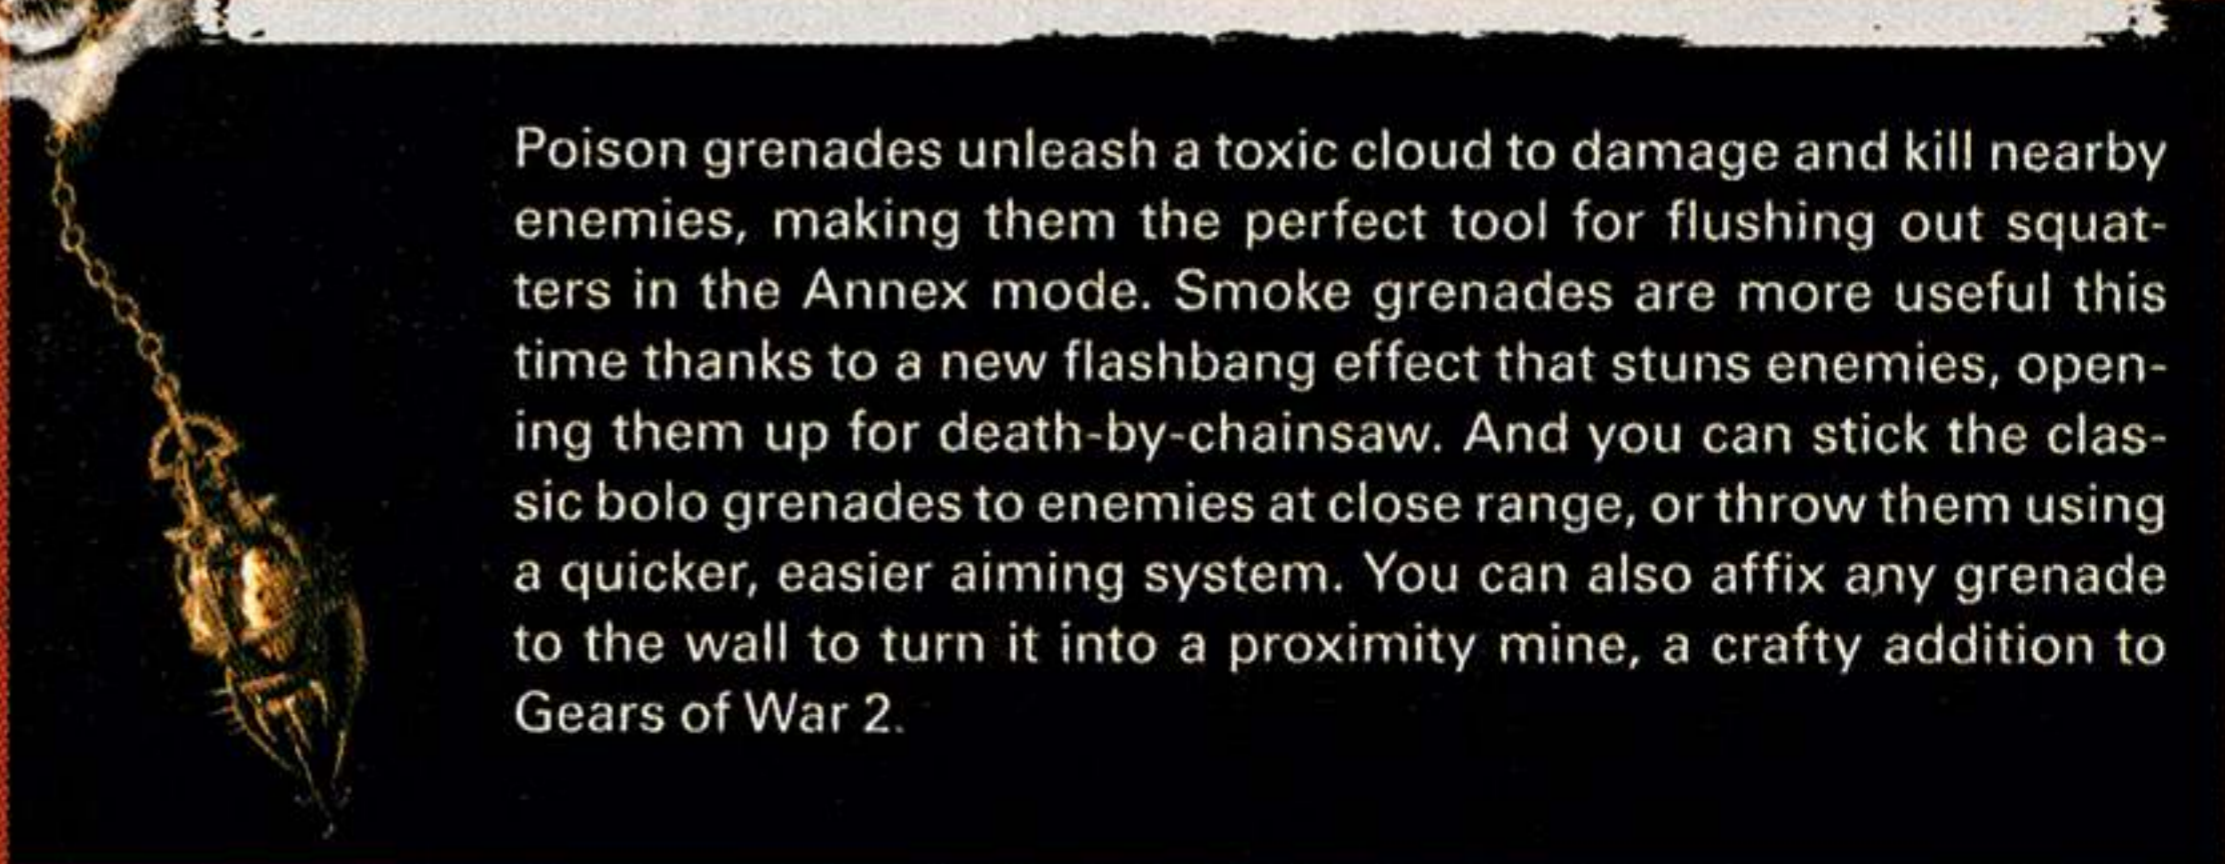 Poison grenades unleash a toxic cloud to damage and kill nearby
enemies, making them the perfect tool for flushing out squat-
ters in the Annex mode. Smoke grenades are more useful this
time thanks to a new flashbang effect that stuns enemies, open-
ing them up for death-by-chainsaw. And you can stick the clas-
sic bolo grenades to enemies at close range, or throw them using
a quicker, easier aiming system. You can also affix any grenade
to the wall to turn it into a proximity mine, a crafty addition to
Gears of War 2.